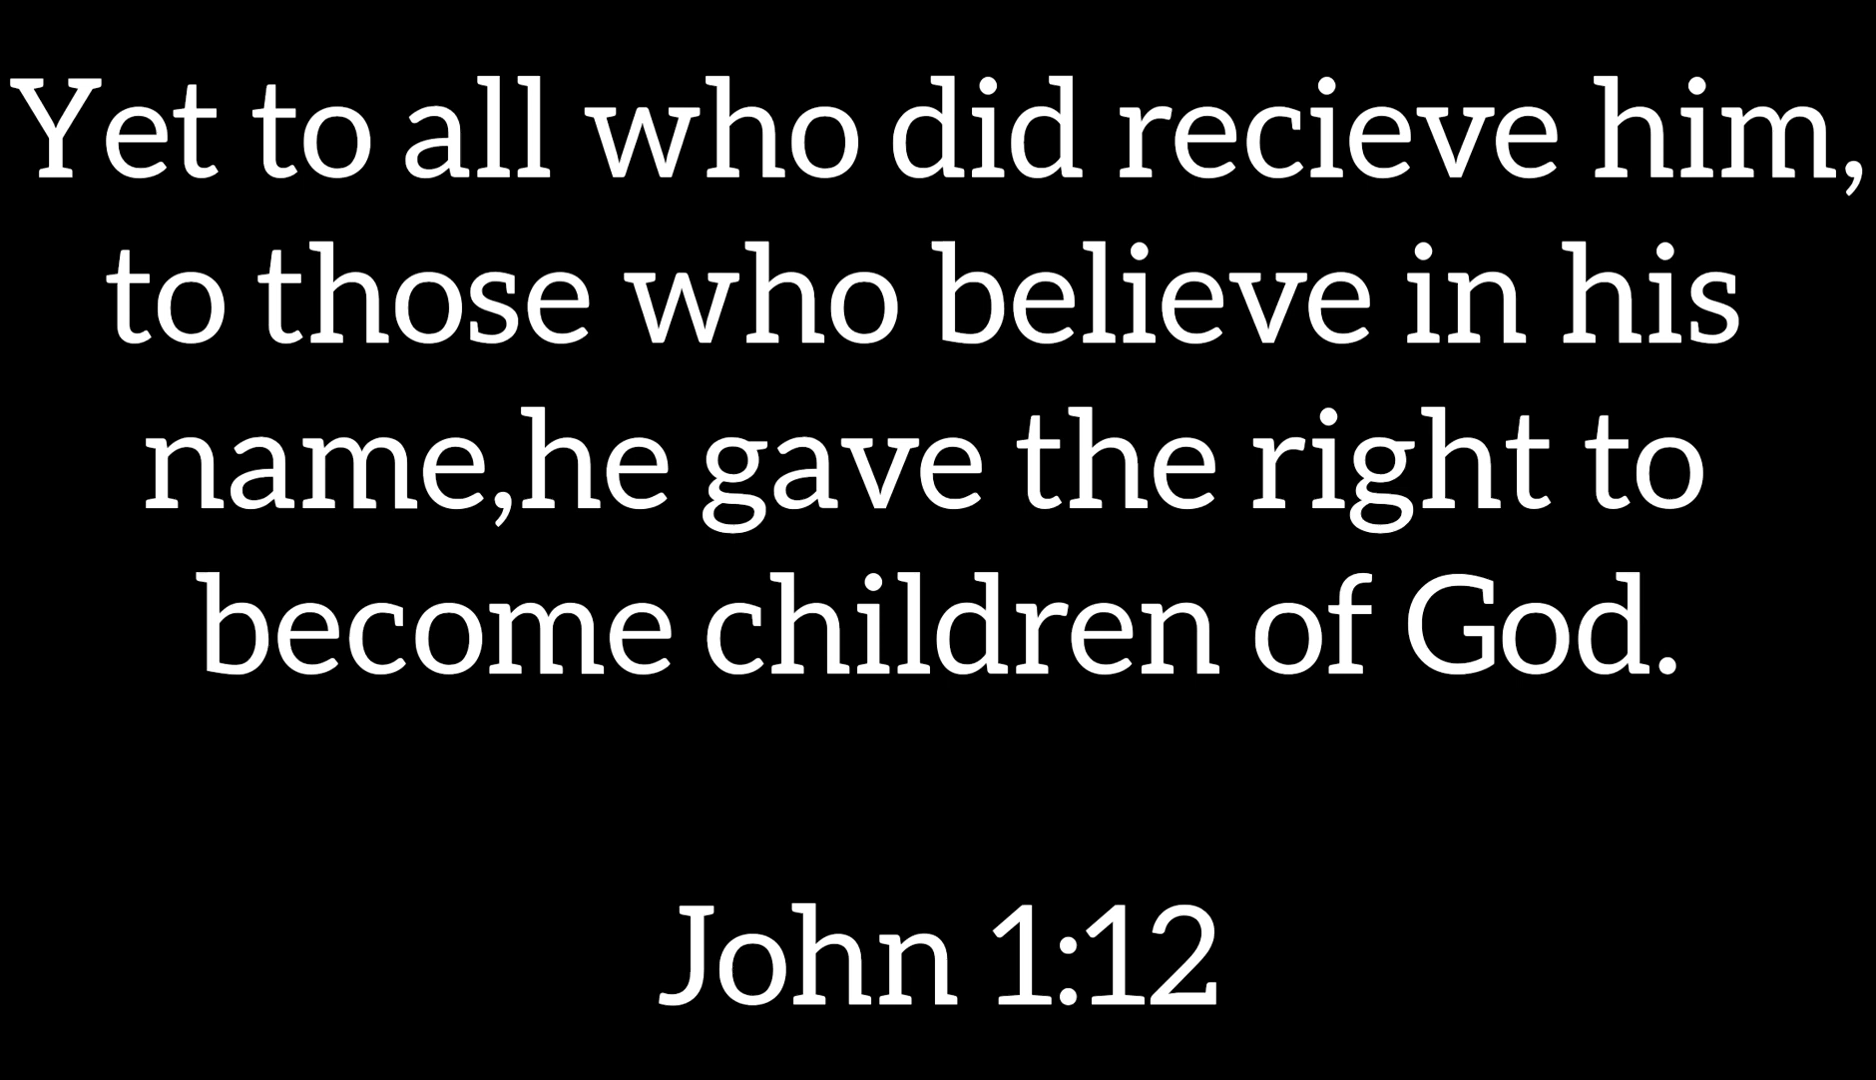 Yet to all who did recieve him,
to those who believe in his
name,he gave the right to
become children of God.
John 1:12